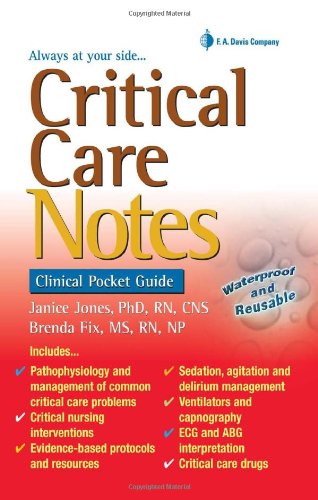 Always at your side...
F. A. Davis Company
Critical
Care
Notes
Clinical Pocket Guide
Waterproof
and
Reusable
Janice Jones, PhD, RN, CNS
Brenda Fix, MS, RN, NP
Includes...
Pathophysiology and
management of common
critical care problems
Critical nursing
interventions
Evidence-based protocols
and resources
Sedation, agitation and
delirium management
Ventilators and
capnography
ECG and ABG
interpretation
Critical care drugs